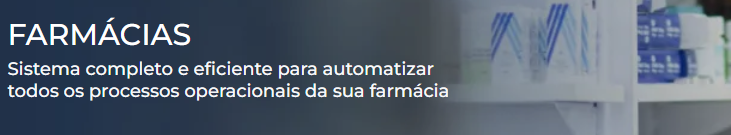 FARMÁCIAS
Sistema completo e eficiente para automatizar
todos os processos operacionais da sua farmácia